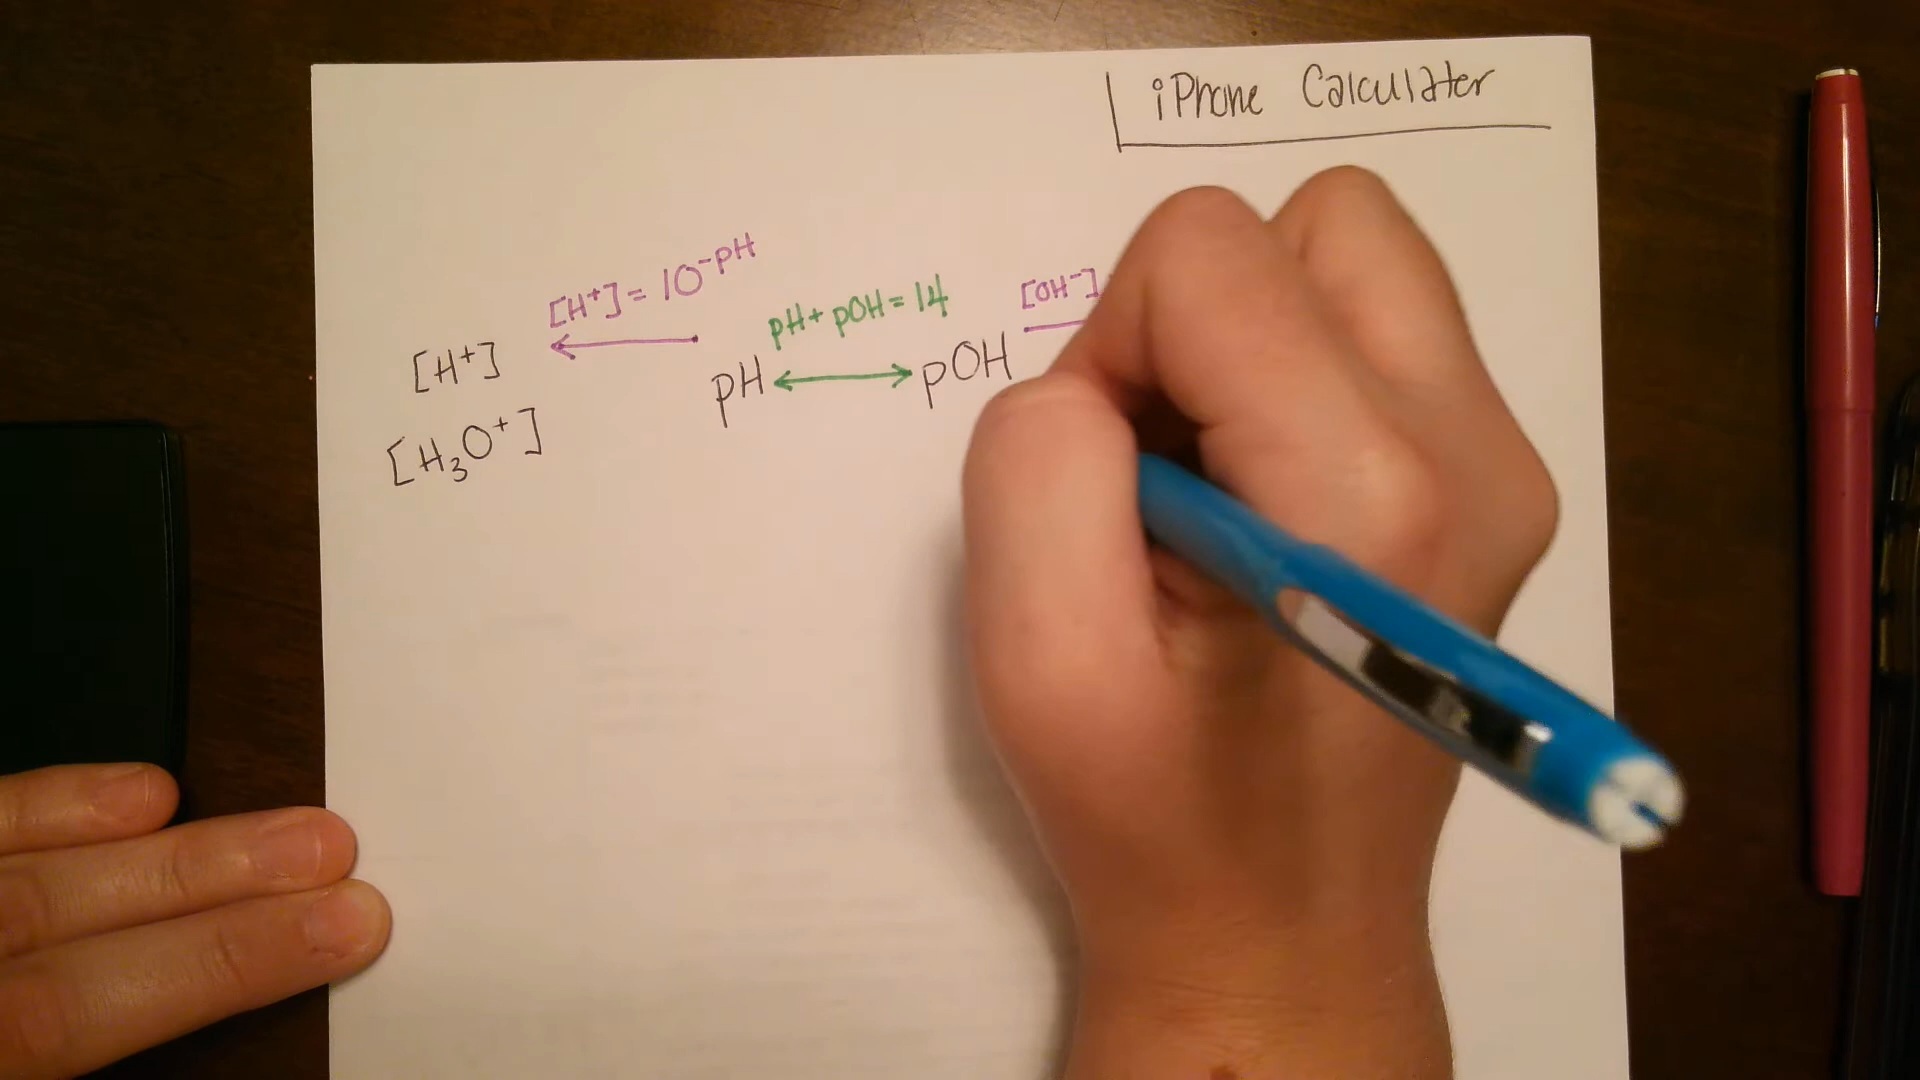 iPhone Calculater
[H⁺] = 10⁻ᵖᴴ
pH + pOH = 14
[OH⁻]
[H⁺]
pH
pOH
[H₃O⁺]